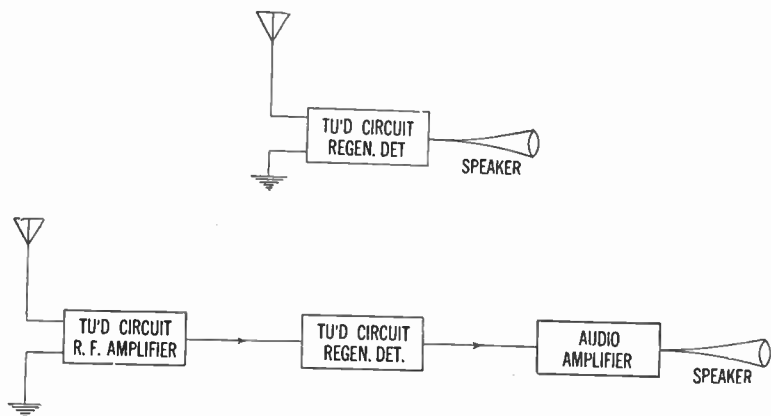 TU'D CIRCUIT
REGEN. DET
SPEAKER
TU'D CIRCUIT
R. F. AMPLIFIER
TU'D CIRCUIT
REGEN. DET.
AUDIO
AMPLIFIER
SPEAKER